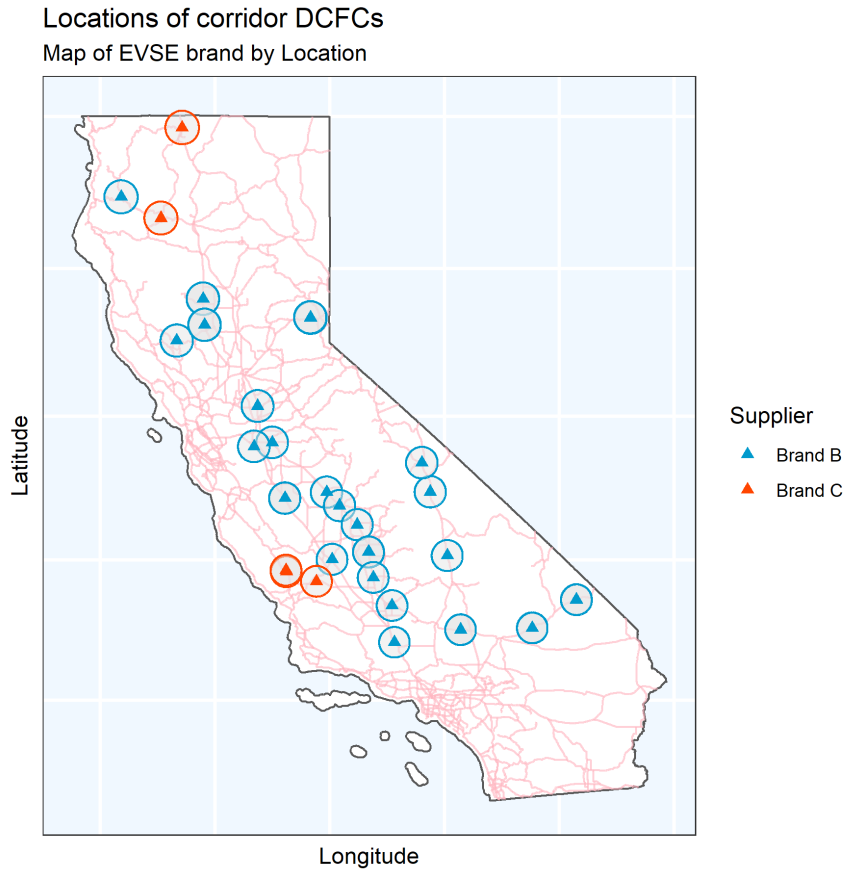 Locations of corridor DCFCs
Map of EVSE brand by Location
Latitude
Supplier
Brand B
Brand C
Longitude